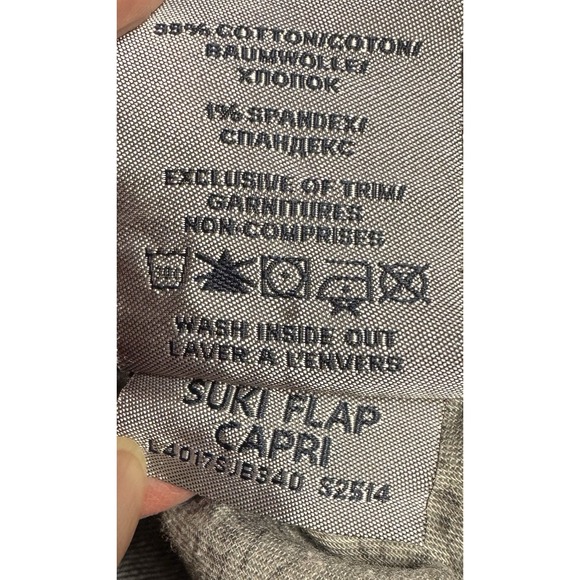 99% COTTON/COTON/
BAUMWOLLE/
ХЛОПОК
1% SPANDEX/
СПАНДЕКС
EXCLUSIVE OF TRIM/
GARNITURES
NON-COMPRISES
WASH INSIDE OUT
LAVER A L'ENVERS
SUKI FLAP
CAPRI
L4017SJBS40 S2514